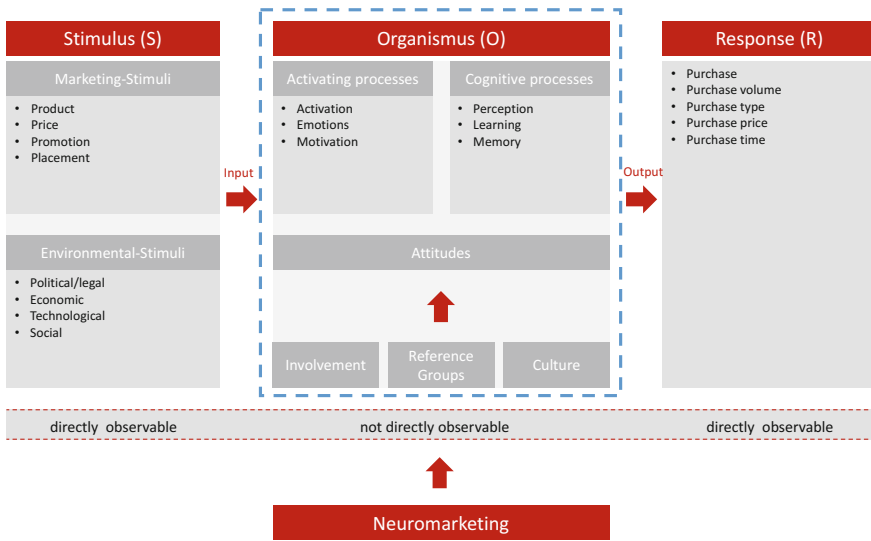 Stimulus (S)
Marketing-Stimuli
• Product
• Price
• Promotion
• Placement
Environmental-Stimuli
• Political/legal
• Economic
• Technological
• Social
Input
Organismus (O)
Activating processes
• Activation
• Emotions
• Motivation
Cognitive processes
• Perception
• Learning
• Memory
Attitudes
Involvement
Reference
Groups
Culture
Output
Response (R)
• Purchase
• Purchase volume
• Purchase type
• Purchase price
• Purchase time
directly observable
not directly observable
directly observable
Neuromarketing